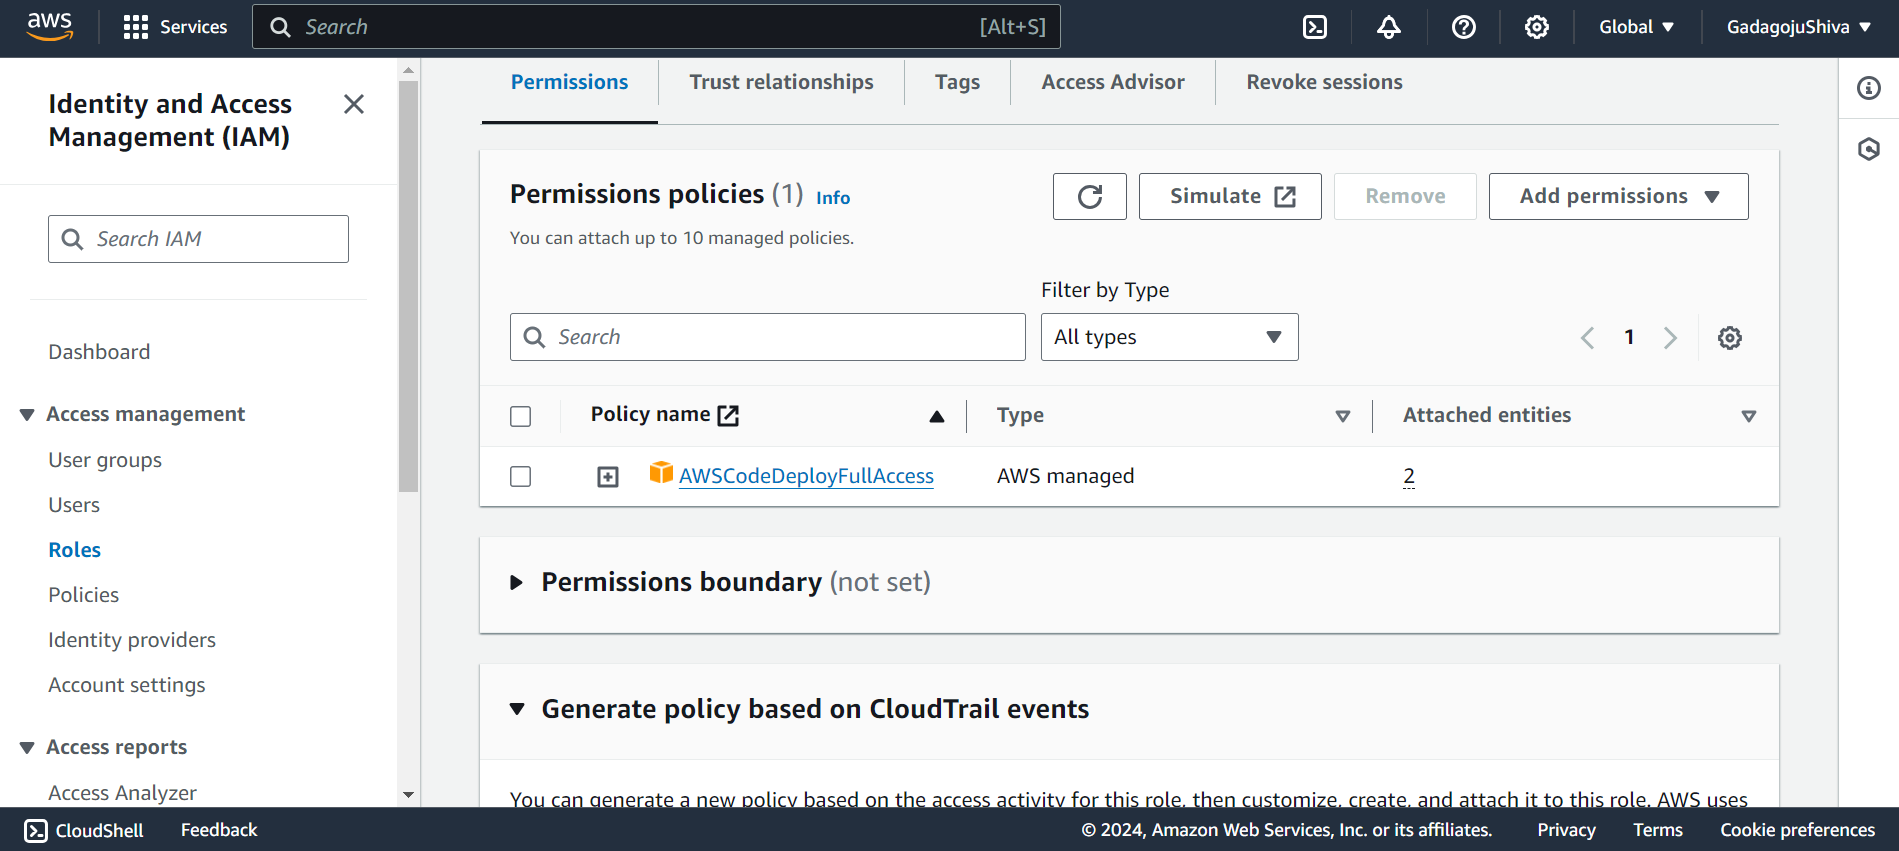 aws
Services
Search
[Alt+S]
Global
GadagojuShiva
Identity and Access
Management (IAM)
Search IAM
Dashboard
Access management
User groups
Users
Roles
Policies
Identity providers
Account settings
Access reports
Access Analyzer
Permissions
Trust relationships
Tags
Access Advisor
Revoke sessions
Permissions policies (1) Info
You can attach up to 10 managed policies.
Simulate
Remove
Add permissions
Filter by Type
Search
All types
1
Policy name
Type
Attached entities
AWSCodeDeployFullAccess
AWS managed
2
Permissions boundary (not set)
Generate policy based on CloudTrail events
You can generate a new policy based on the access activity for this role, then customize, create, and attach it to this role. AWS uses
CloudShell
Feedback
© 2024, Amazon Web Services, Inc. or its affiliates.
Privacy
Terms
Cookie preferences